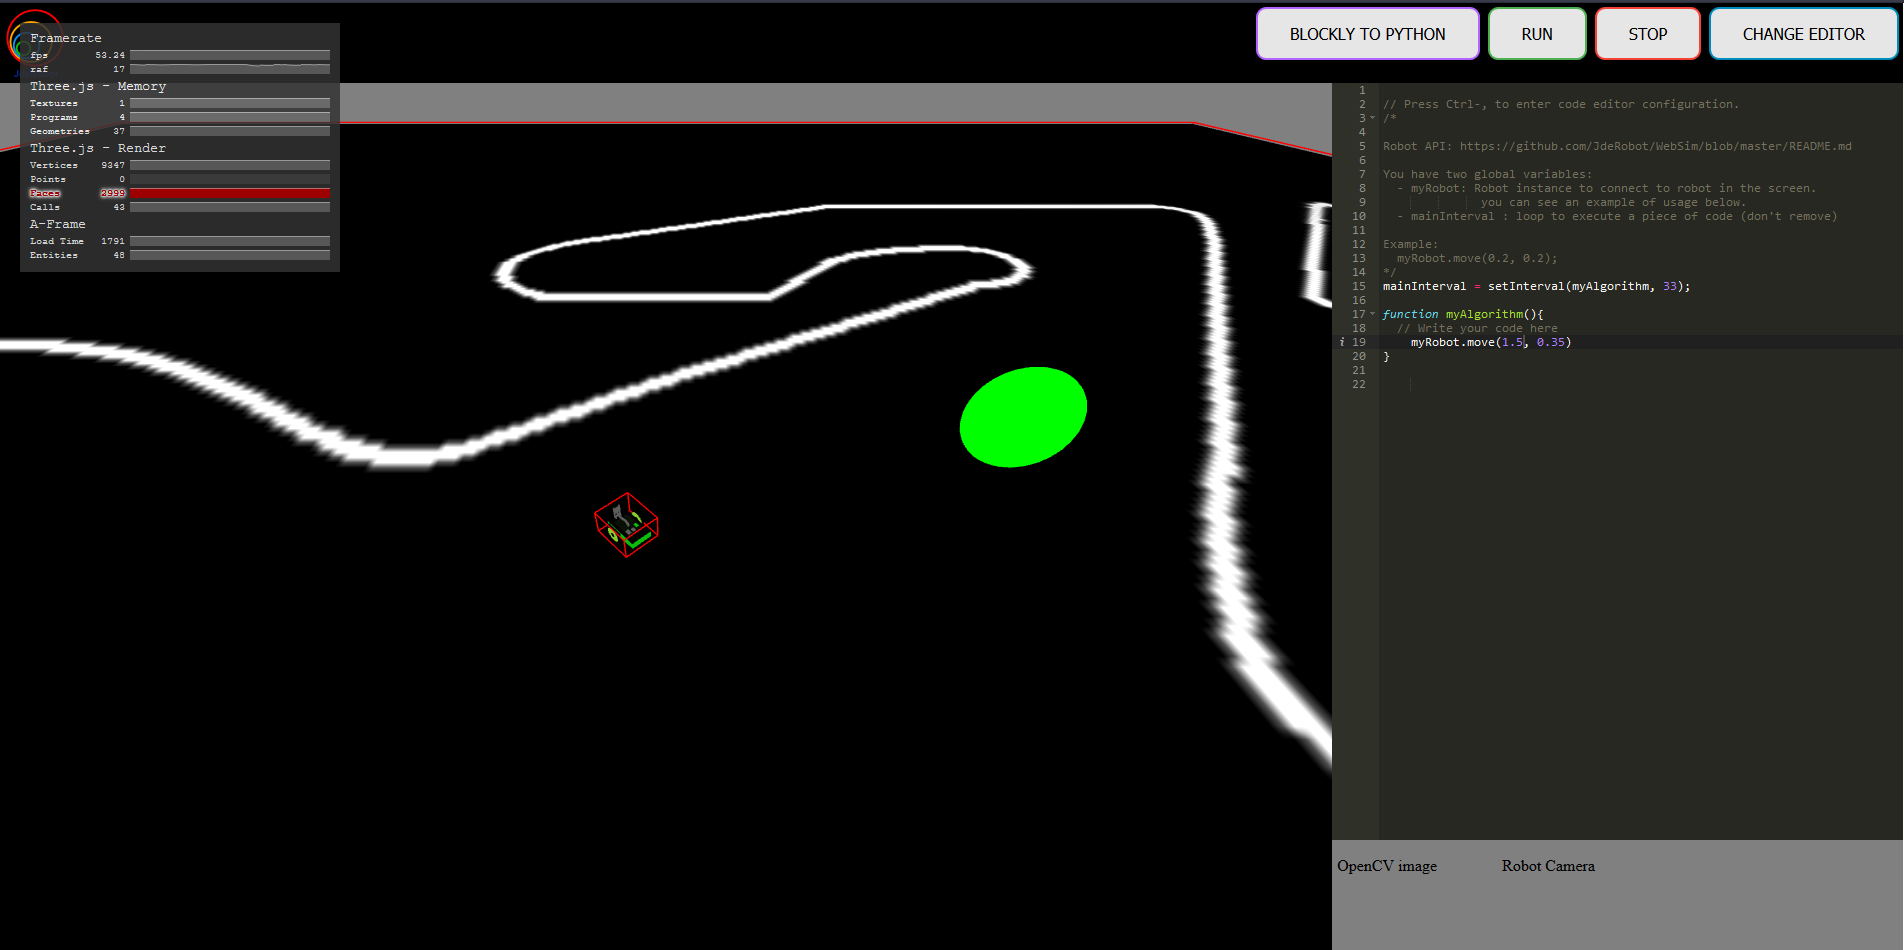 BLOCKLY TO PYTHON
RUN
STOP
CHANGE EDITOR
Framerate
fps 53.24
raf 17
Three.js - Memory
Textures 1
Programs 4
Geometries 37
Three.js - Render
Vertices 9347
Points 0
Faces 2999
Calls 43
A-Frame
Load Time 1791
Entities 48
1
2 // Press Ctrl-, to enter code editor configuration.
3 /*
4
5 Robot API: https://github.com/JdeRobot/WebSim/blob/master/README.md
6
7 You have two global variables:
8 - myRobot: Robot instance to connect to robot in the screen.
9 you can see an example of usage below.
10 - mainInterval : loop to execute a piece of code (don't remove)
11
12 Example:
13 myRobot.move(0.2, 0.2);
14 */
15 mainInterval = setInterval(myAlgorithm, 33);
16
17 function myAlgorithm(){
18 // Write your code here
i 19 myRobot.move(1.5, 0.35)
20 }
21
22
OpenCV image
Robot Camera